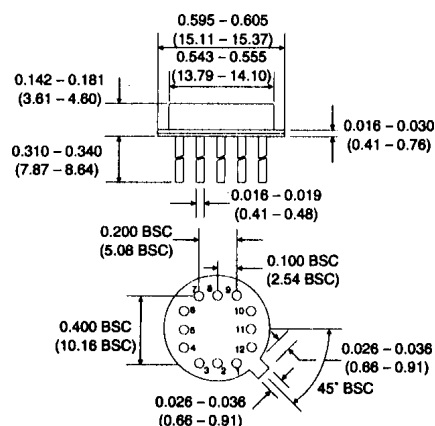 0.595 – 0.605
(15.11 – 15.37)
0.543 – 0.555
(13.79 – 14.10)
0.142 – 0.181
(3.61 – 4.60)
0.016 – 0.030
(0.41 – 0.76)
0.310 – 0.340
(7.87 – 8.64)
0.016 – 0.019
(0.41 – 0.48)
0.200 BSC
(5.08 BSC)
0.100 BSC
(2.54 BSC)
7 8 9
6 10
5 11
4 12
3 2 1
0.400 BSC
(10.16 BSC)
0.026 – 0.036
(0.66 – 0.91)
45° BSC
0.026 – 0.036
(0.66 – 0.91)